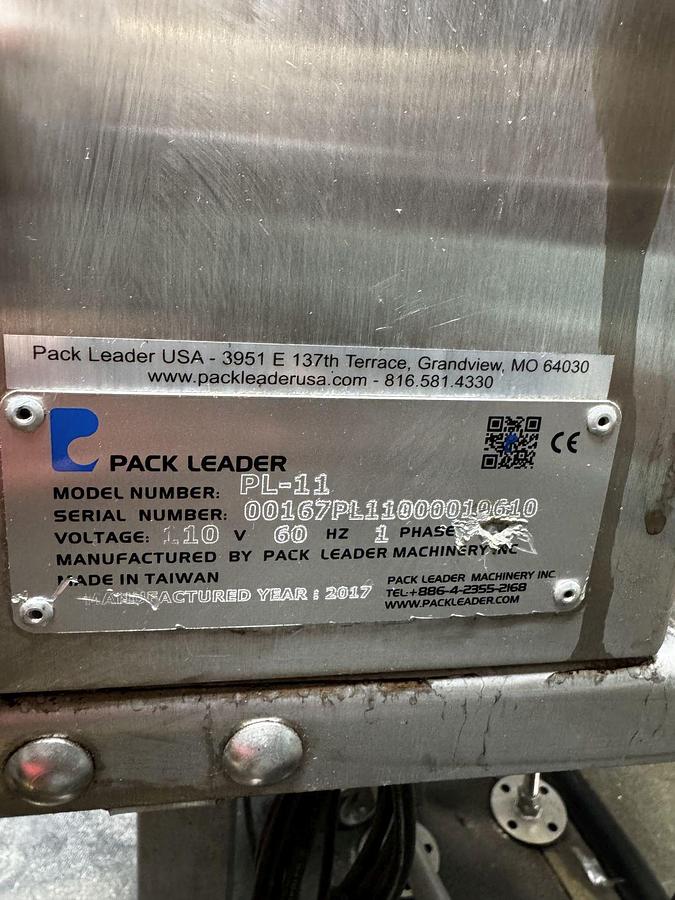 Pack Leader USA - 3951 E 137th Terrace, Grandview, MO 64030
www.packleaderusa.com - 816.581.4330
PACK LEADER
CE
MODEL NUMBER: PL-11
SERIAL NUMBER: 00167PL11000010610
VOLTAGE: 110 V 60 HZ 1 PHASE
MANUFACTURED BY PACK LEADER MACHINERY INC
MADE IN TAIWAN
MANUFACTURED YEAR : 2017
PACK LEADER MACHINERY INC.
TEL:+886-4-2355-2168
WWW.PACKLEADER.COM